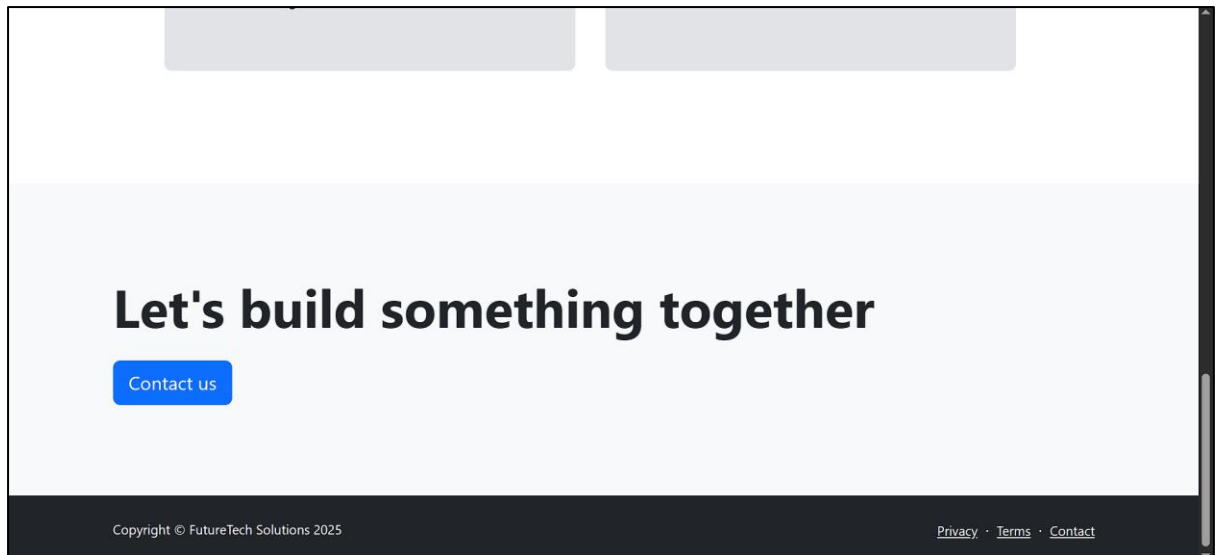 Let's build something together
Contact us
Copyright © FutureTech Solutions 2025
Privacy · Terms · Contact